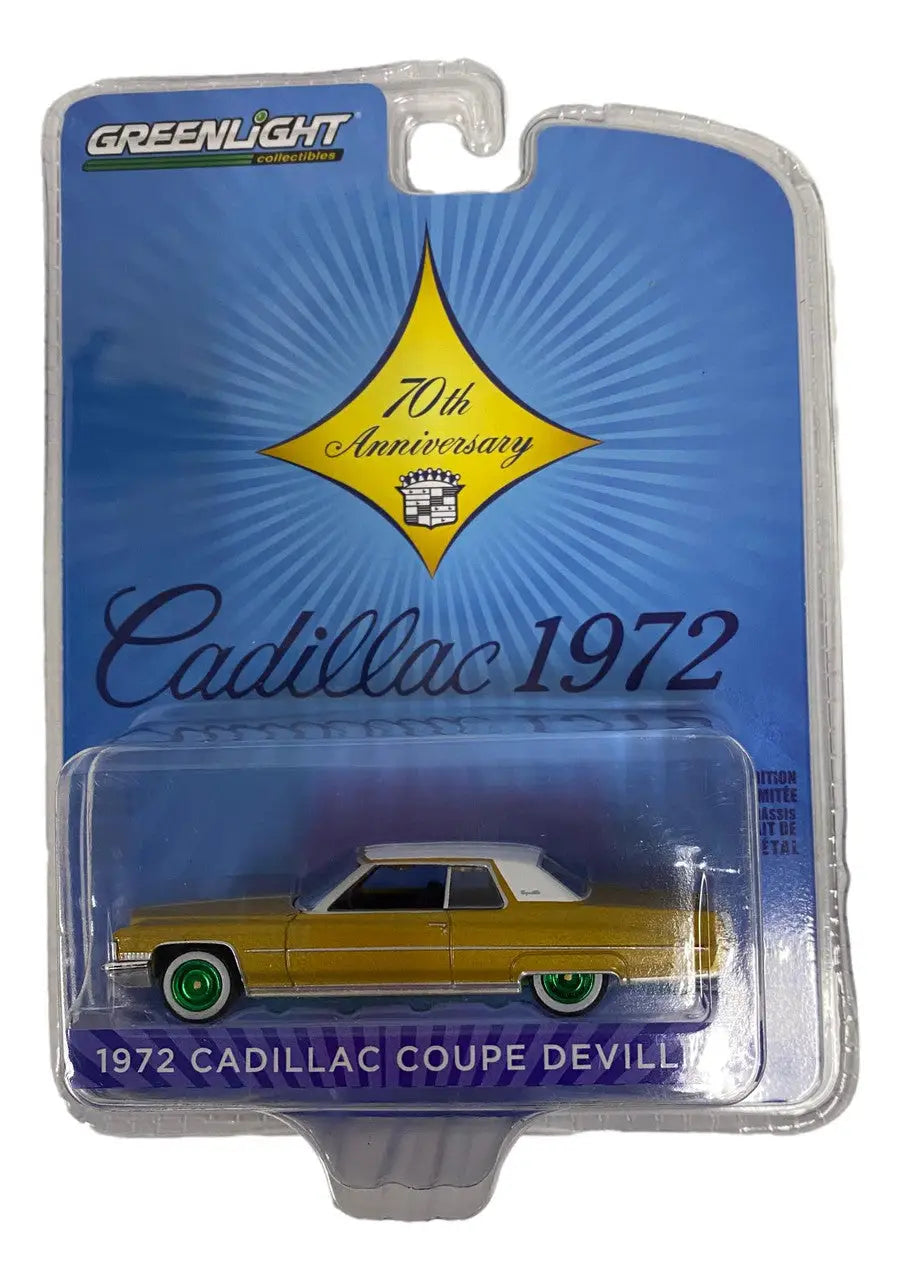 GREENLiGHT
collectibles
70th
Anniversary
Cadillac 1972
1972 CADILLAC COUPE DEVILL